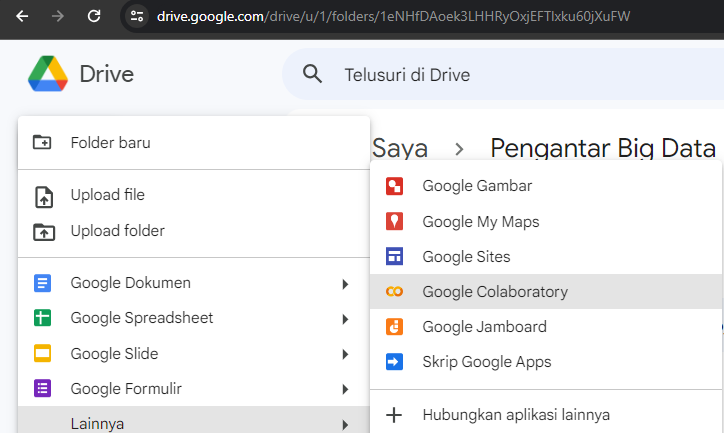 drive.google.com/drive/u/1/folders/1eNHfDAoek3LHHRyOxjEFTlxku60jXuFW
Drive
Telusuri di Drive
Saya > Pengantar Big Data
Folder baru
Upload file
Upload folder
Google Dokumen
Google Spreadsheet
Google Slide
Google Formulir
Lainnya
Google Gambar
Google My Maps
Google Sites
Google Colaboratory
Google Jamboard
Skrip Google Apps
Hubungkan aplikasi lainnya